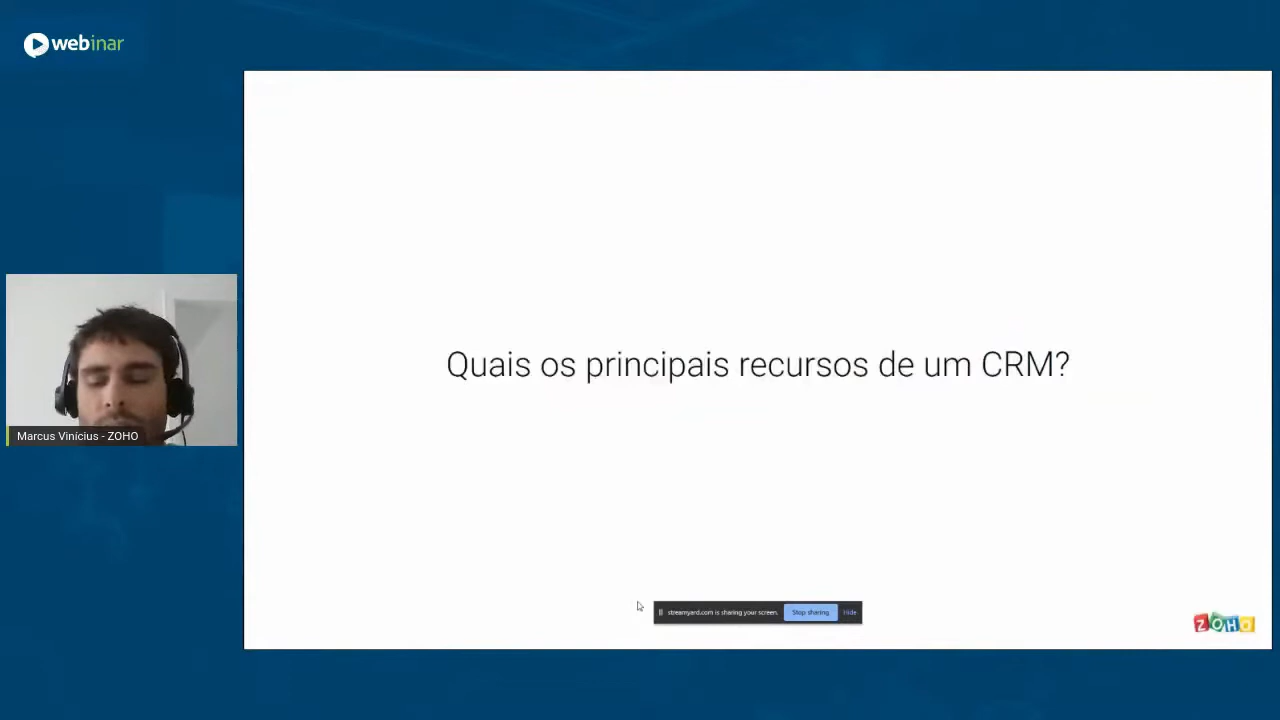 webinar
Quais os principais recursos de um CRM?
Marcus Vinícius - ZOHO
streamyard.com is sharing your screen.
Stop sharing
Hide
ZOHO